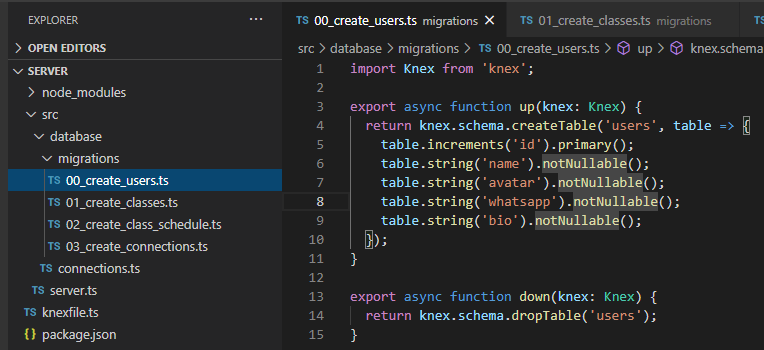 EXPLORER ...
OPEN EDITORS
SERVER
node_modules
src
database
migrations
TS 00_create_users.ts
TS 01_create_classes.ts
TS 02_create_class_schedule.ts
TS 03_create_connections.ts
TS connections.ts
TS server.ts
TS knexfile.ts
{} package.json
TS 00_create_users.ts migrations × TS 01_create_classes.ts migrations TS
src > database > migrations > TS 00_create_users.ts > up > knex.schema
1 import Knex from 'knex';
2
3 export async function up(knex: Knex) {
4 return knex.schema.createTable('users', table => {
5 table.increments('id').primary();
6 table.string('name').notNullable();
7 table.string('avatar').notNullable();
8 table.string('whatsapp').notNullable();
9 table.string('bio').notNullable();
10 });
11 }
12
13 export async function down(knex: Knex) {
14 return knex.schema.dropTable('users');
15 }